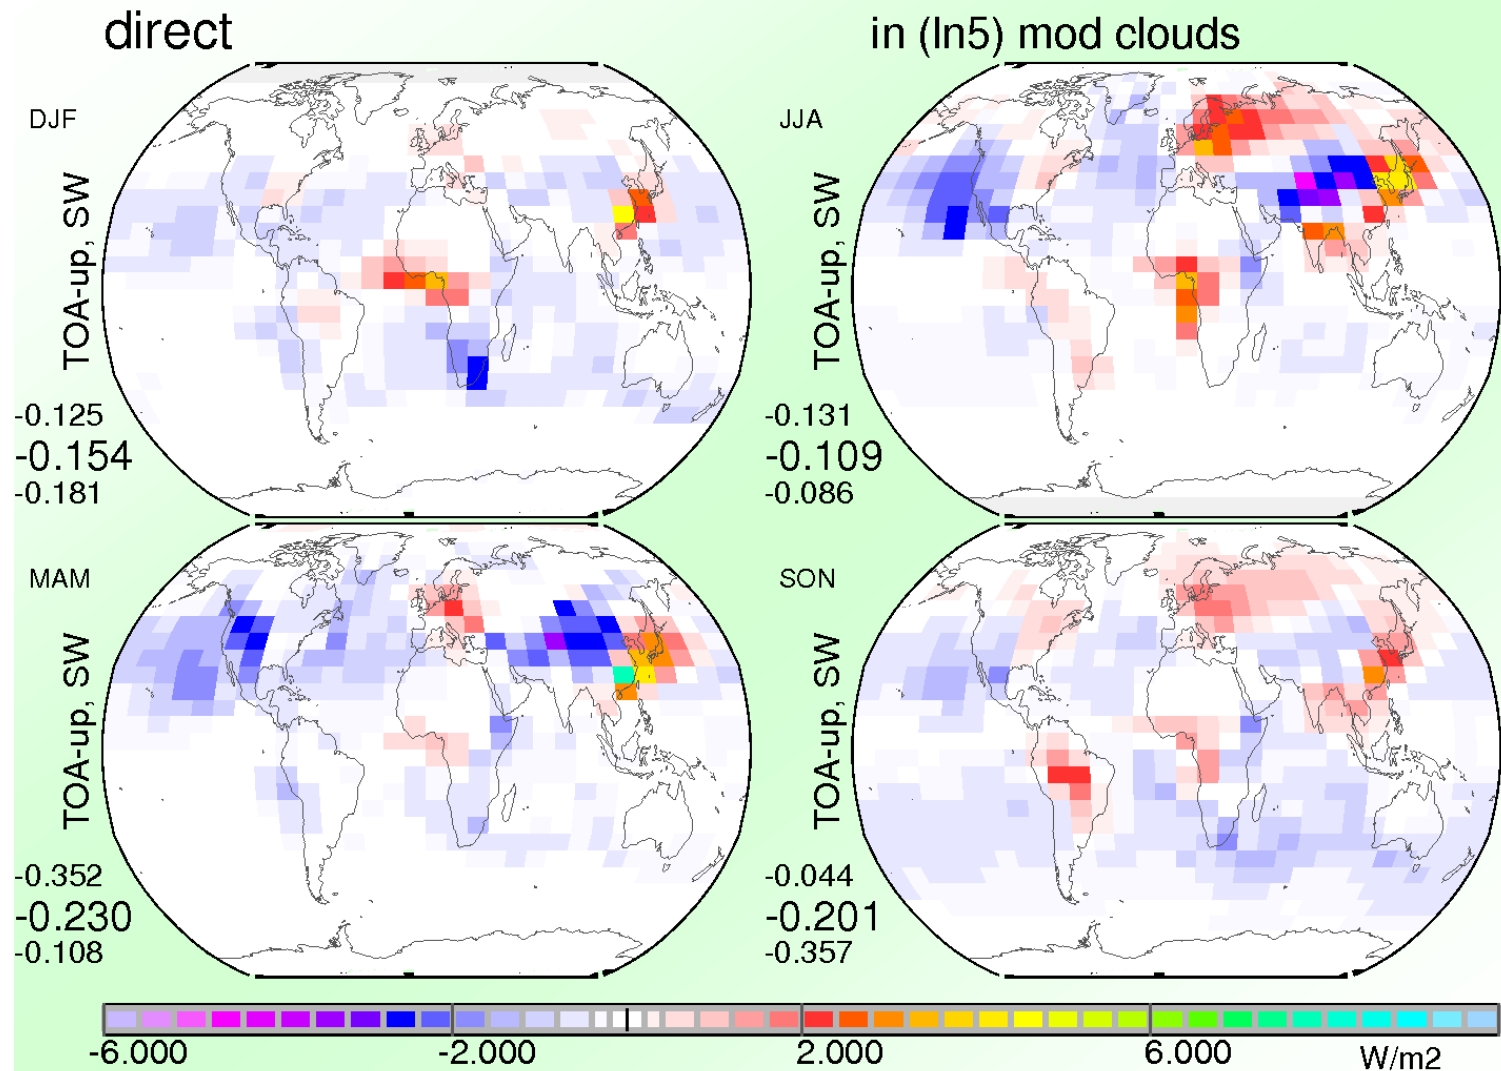 direct
in (ln5) mod clouds
DJF
TOA-up, SW
-0.125
-0.154
-0.181
JJA
TOA-up, SW
-0.131
-0.109
-0.086
MAM
TOA-up, SW
-0.352
-0.230
-0.108
SON
TOA-up, SW
-0.044
-0.201
-0.357
-6.000 -2.000 2.000 6.000 W/m2